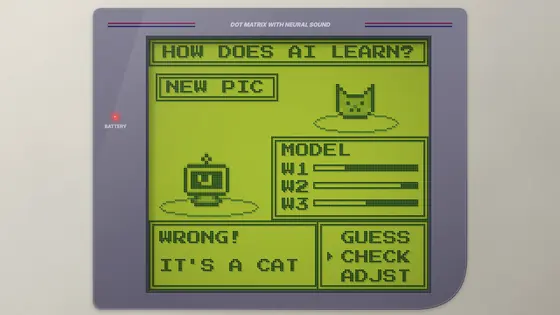 DOT MATRIX WITH NEURAL SOUND
HOW DOES AI LEARN?
NEW PIC
BATTERY
MODEL
W1
W2
W3
WRONG!
IT'S A CAT
GUESS
CHECK
ADJST